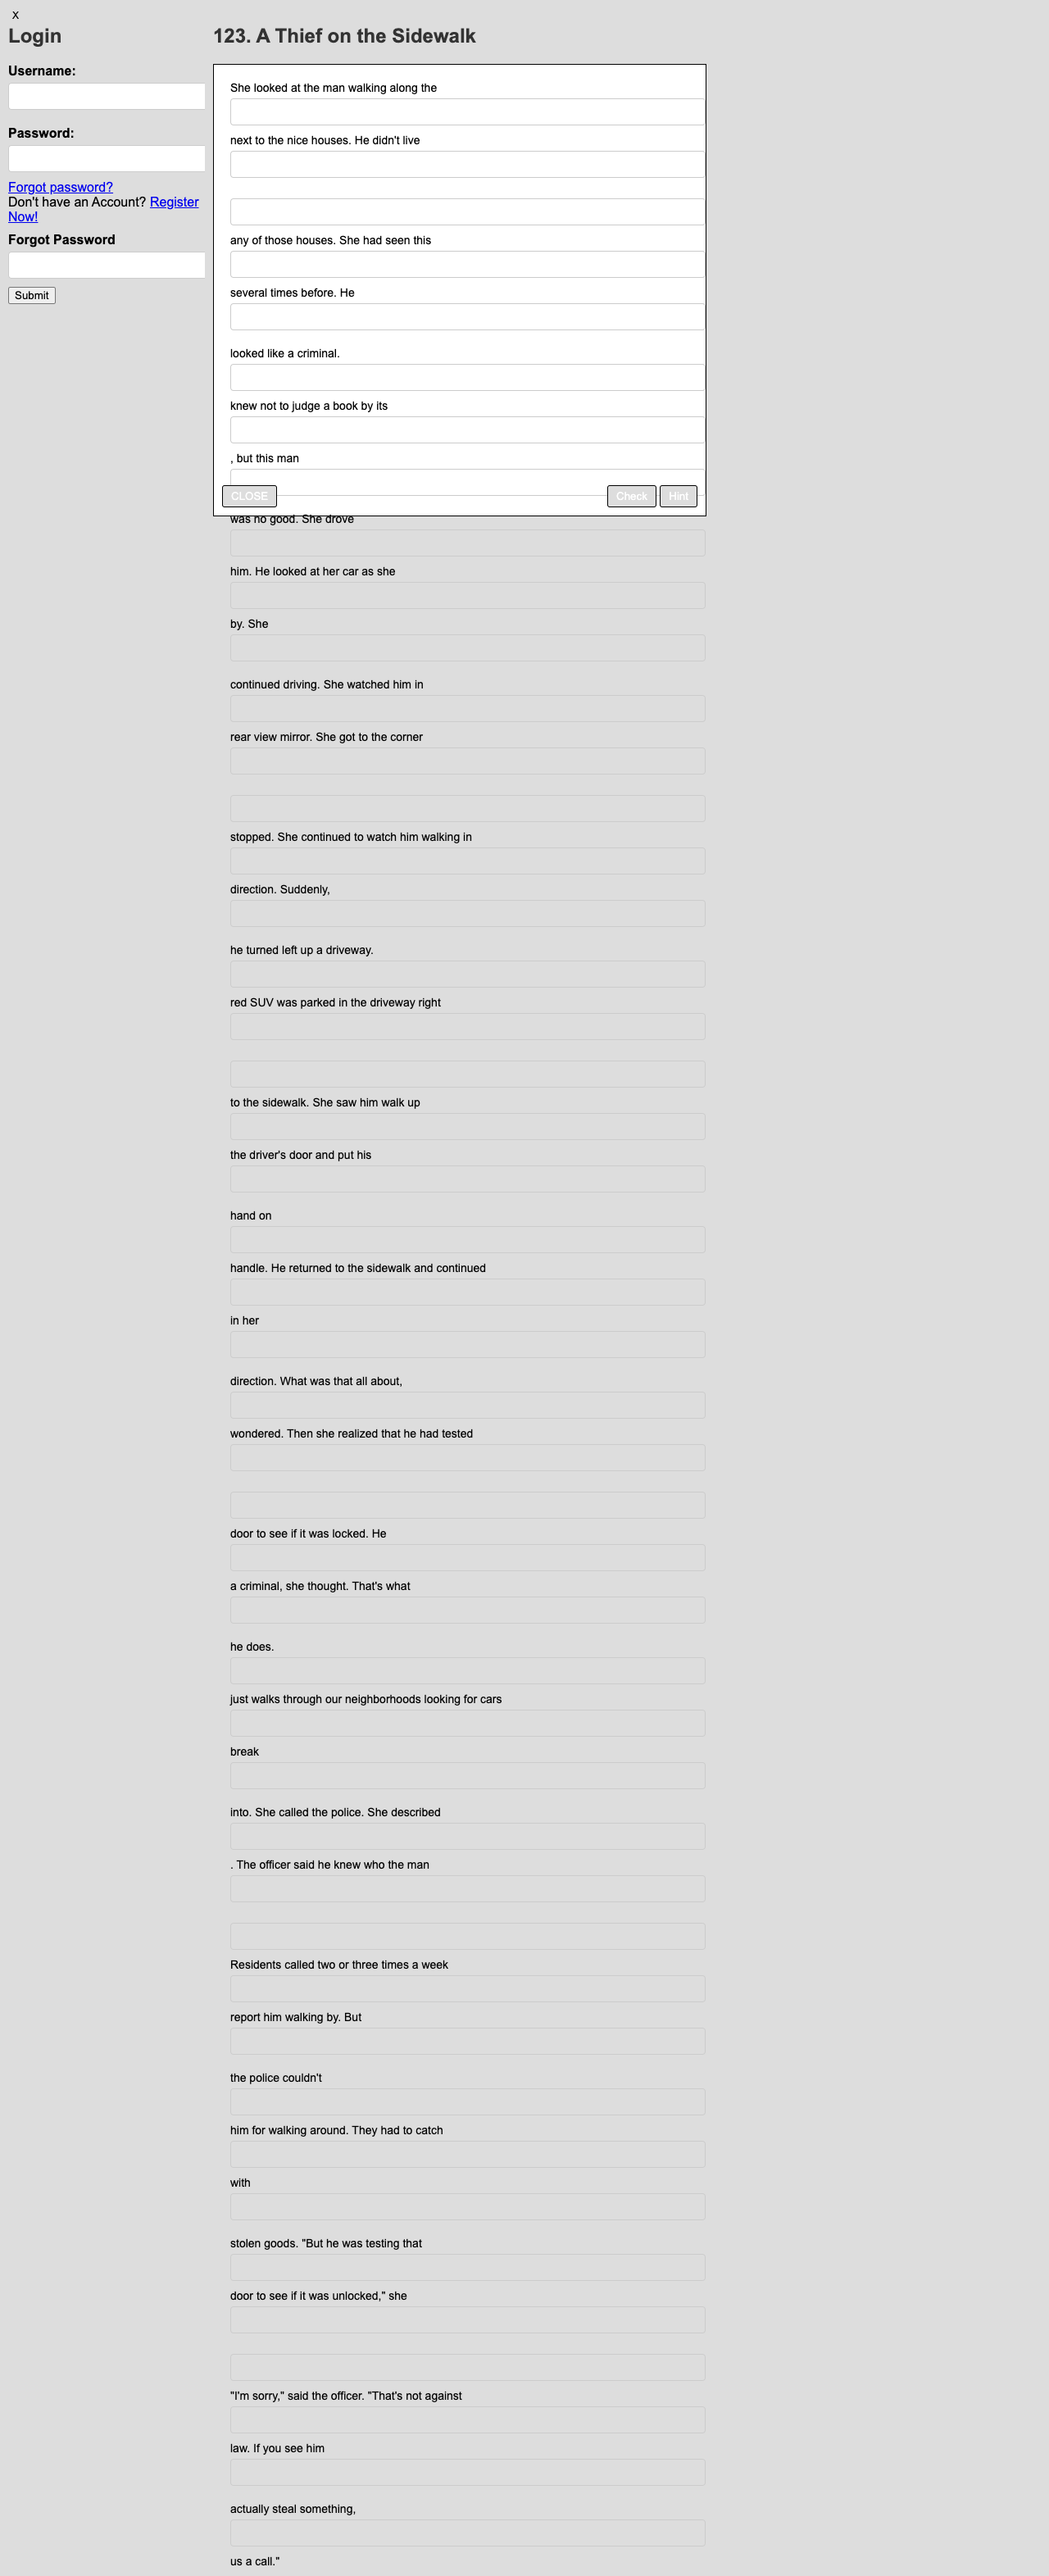 x
Login
Username:
Password:
Forgot password?
Don't have an Account? Register
Now!
Forgot Password
Submit
123. A Thief on the Sidewalk
She looked at the man walking along the
next to the nice houses. He didn't live
any of those houses. She had seen this
several times before. He
looked like a criminal.
knew not to judge a book by its
, but this man
CLOSE
Check
Hint
was no good. She drove
him. He looked at her car as she
by. She
continued driving. She watched him in
rear view mirror. She got to the corner
stopped. She continued to watch him walking in
direction. Suddenly,
he turned left up a driveway.
red SUV was parked in the driveway right
to the sidewalk. She saw him walk up
the driver's door and put his
hand on
handle. He returned to the sidewalk and continued
in her
direction. What was that all about,
wondered. Then she realized that he had tested
door to see if it was locked. He
a criminal, she thought. That's what
he does.
just walks through our neighborhoods looking for cars
break
into. She called the police. She described
. The officer said he knew who the man
Residents called two or three times a week
report him walking by. But
the police couldn't
him for walking around. They had to catch
with
stolen goods. "But he was testing that
door to see if it was unlocked," she
"I'm sorry," said the officer. "That's not against
law. If you see him
actually steal something,
us a call."